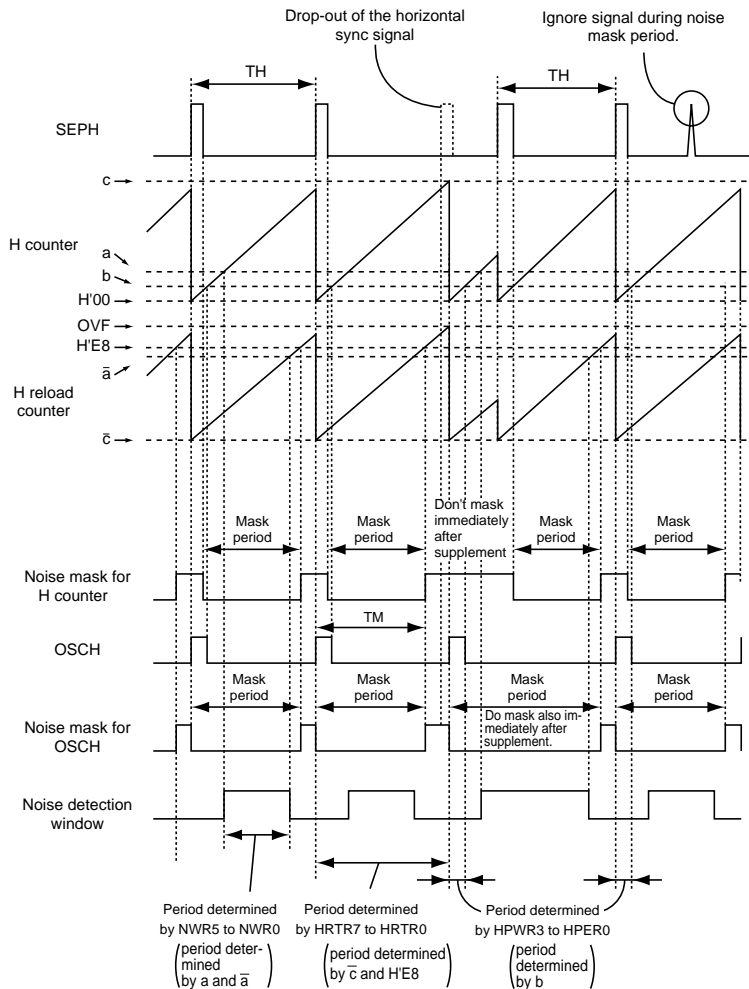 Drop-out of the horizontal
sync signal
Ignore signal during noise
mask period.
TH
TH
SEPH
c
H counter
a
b
H'00
OVF
H'E8
a̅
H reload
counter
c̅
Don't mask
immediately
after
supplement
Mask
period
Mask
period
Mask
period
Mask
period
Noise mask for
H counter
TM
OSCH
Mask
period
Mask
period
Mask
period
Mask
period
Do mask also im-
mediately after
supplement.
Noise mask for
OSCH
Noise detection
window
Period determined
by NWR5 to NWR0
(period deter-
mined
by a and a̅)
Period determined
by HRTR7 to HRTR0
(period determined
by c̅ and H'E8)
Period determined
by HPWR3 to HPER0
(period
determined
by b)